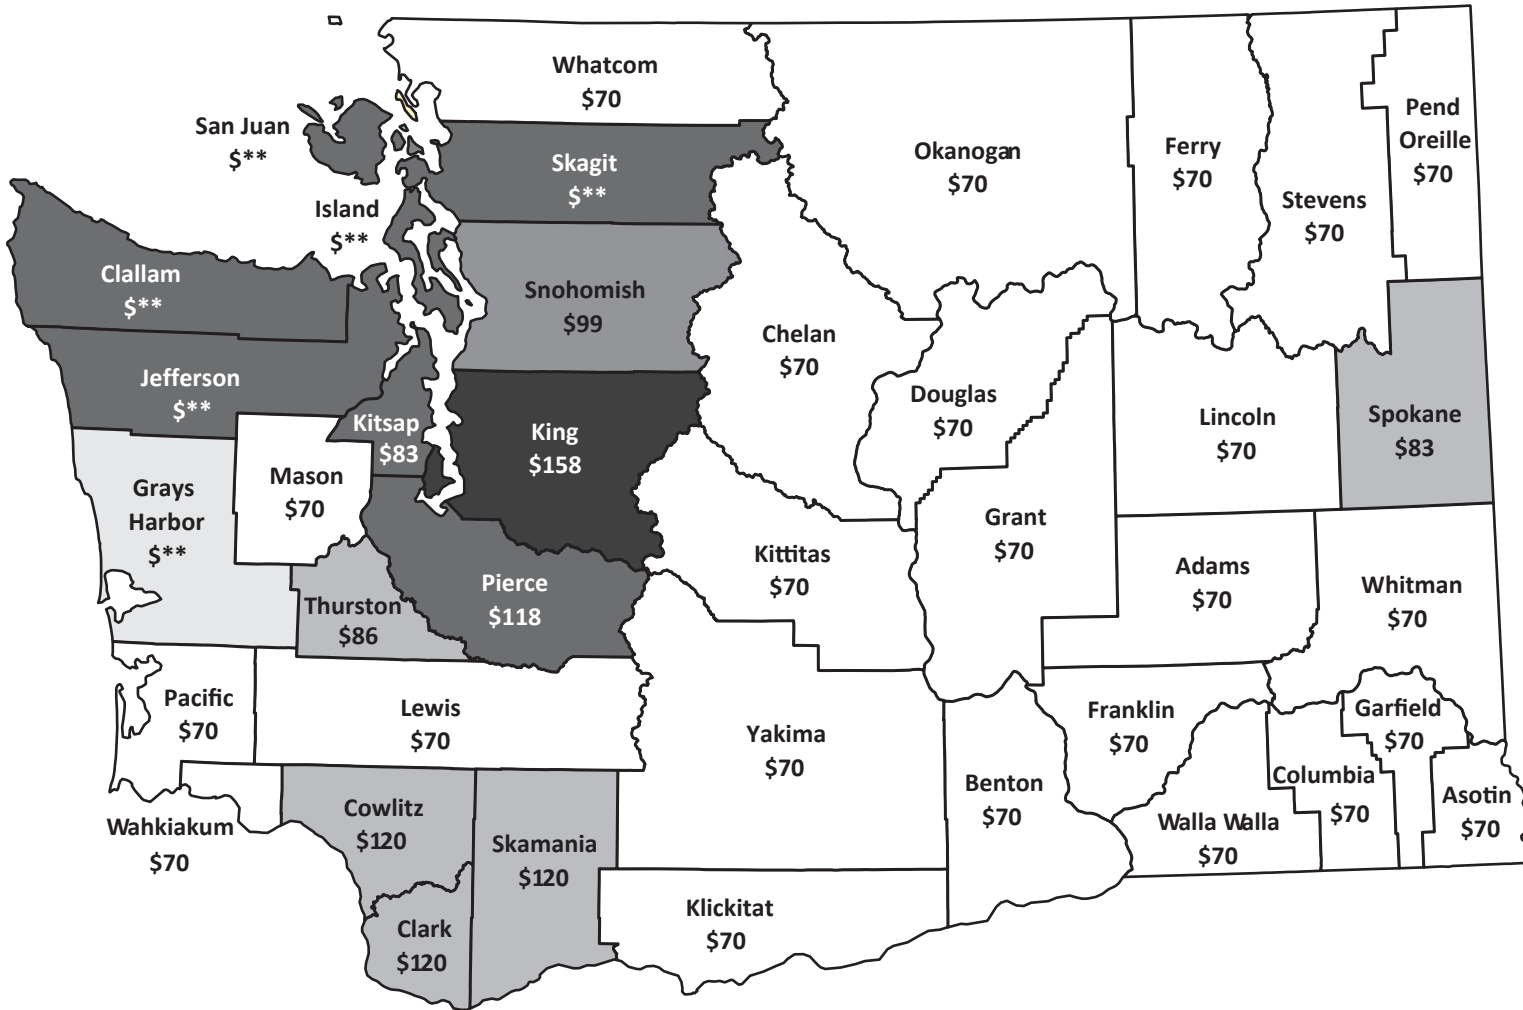 Whatcom
$70
San Juan
$**
Skagit
$**
Island
$**
Okanogan
$70
Ferry
$70
Stevens
$70
Pend
Oreille
$70
Clallam
$**
Snohomish
$99
Chelan
$70
Jefferson
$**
Kitsap
$83
King
$158
Douglas
$70
Lincoln
$70
Spokane
$83
Grays
Harbor
$**
Mason
$70
Kittitas
$70
Grant
$70
Adams
$70
Whitman
$70
Thurston
$86
Pierce
$118
Pacific
$70
Lewis
$70
Yakima
$70
Benton
$70
Franklin
$70
Garfield
$70
Columbia
$70
Asotin
$70
Walla Walla
$70
Wahkiakum
$70
Cowlitz
$120
Skamania
$120
Clark
$120
Klickitat
$70